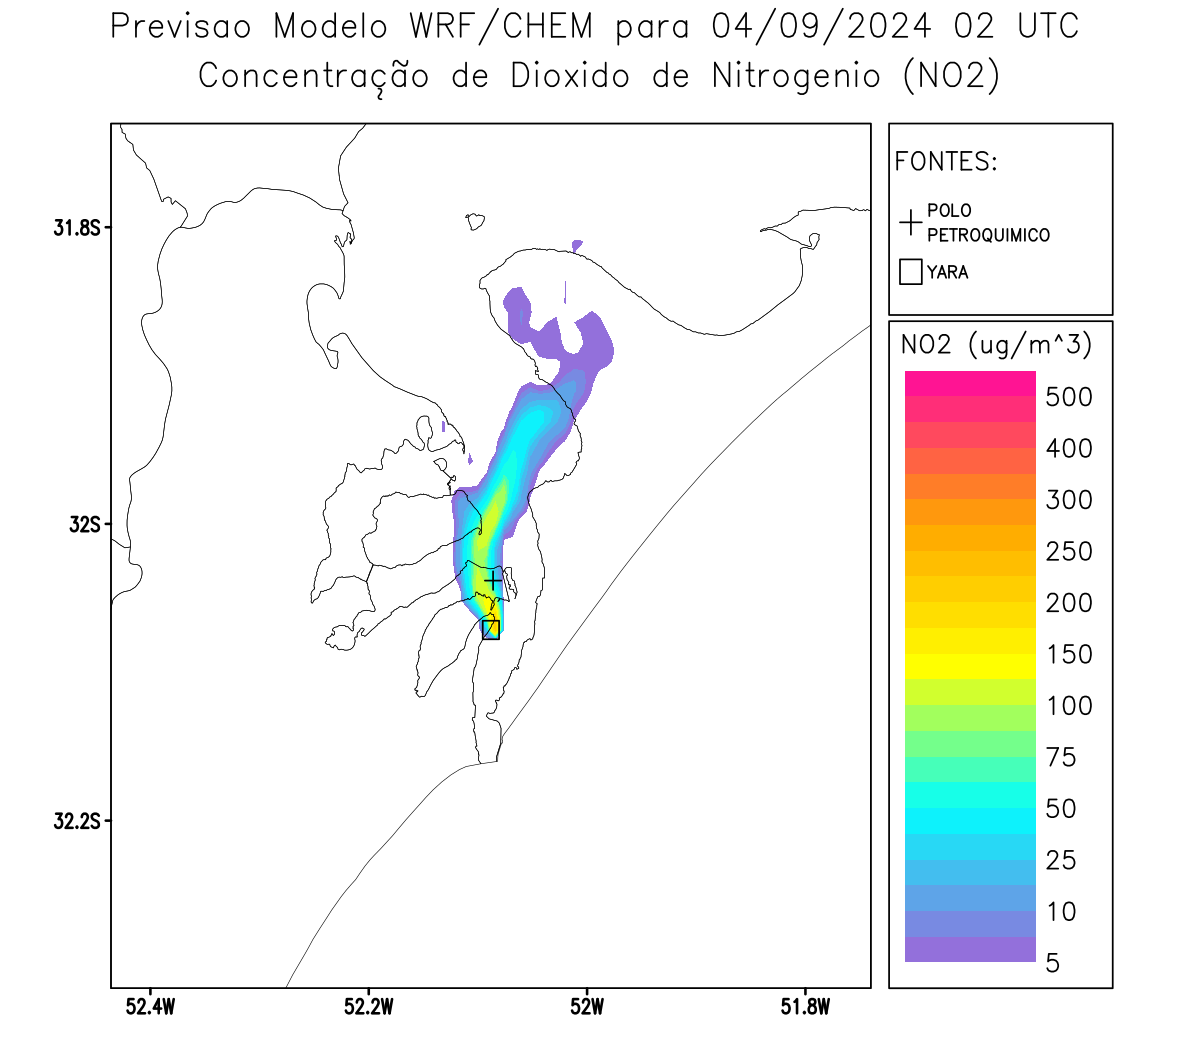 Previsao Modelo WRF/CHEM para 04/09/2024 02 UTC
Concentração de Dioxido de Nitrogenio (NO2)
FONTES:
POLO
PETROQUIMICO
YARA
NO2 (ug/m^3)
500
400
300
250
200
150
100
75
50
25
10
5
31.8S
32S
32.2S
52.4W
52.2W
52W
51.8W